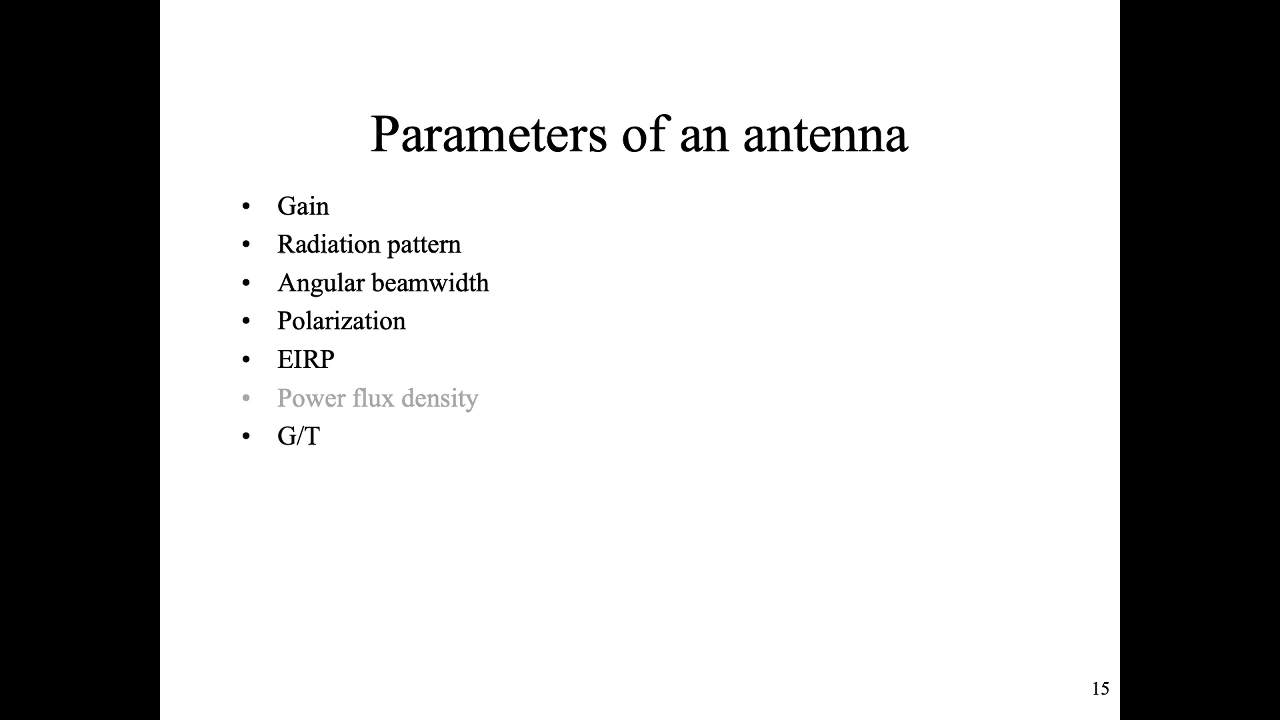 Parameters of an antenna
• Gain
• Radiation pattern
• Angular beamwidth
• Polarization
• EIRP
• Power flux density
• G/T
15